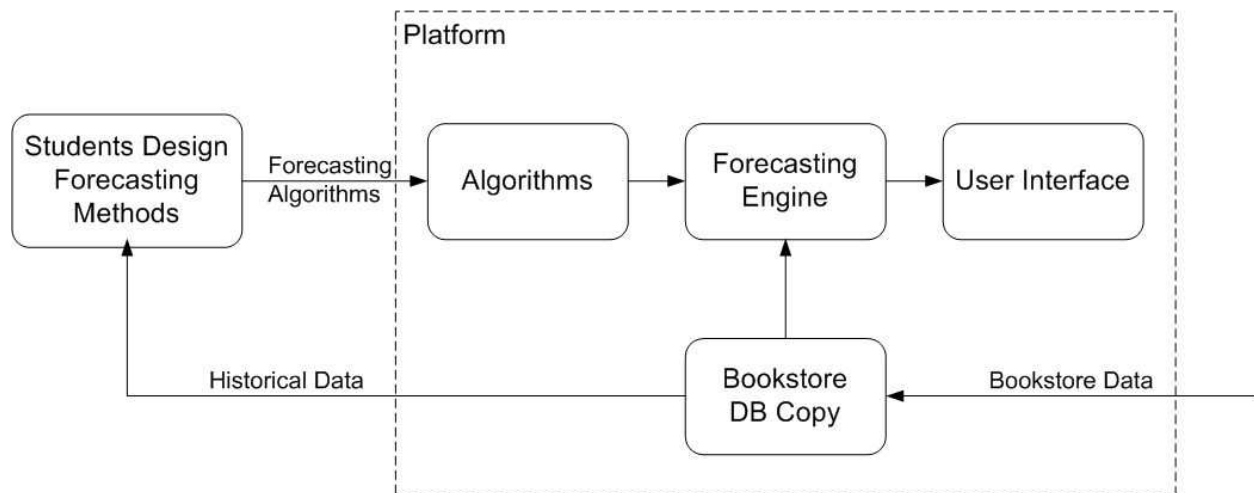 Platform
Students Design
Forecasting
Methods
Forecasting
Algorithms
Algorithms
Forecasting
Engine
User Interface
Historical Data
Bookstore
DB Copy
Bookstore Data